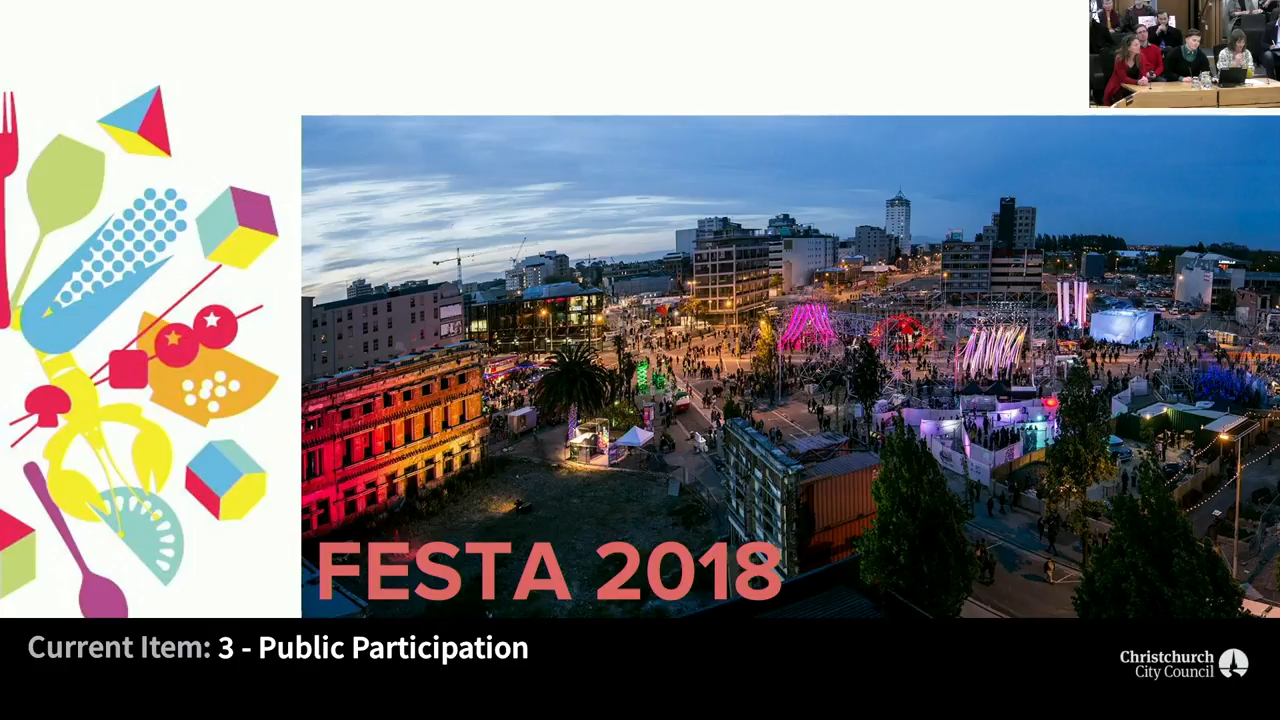 FESTA 2018
Current Item: 3 - Public Participation
Christchurch
City Council